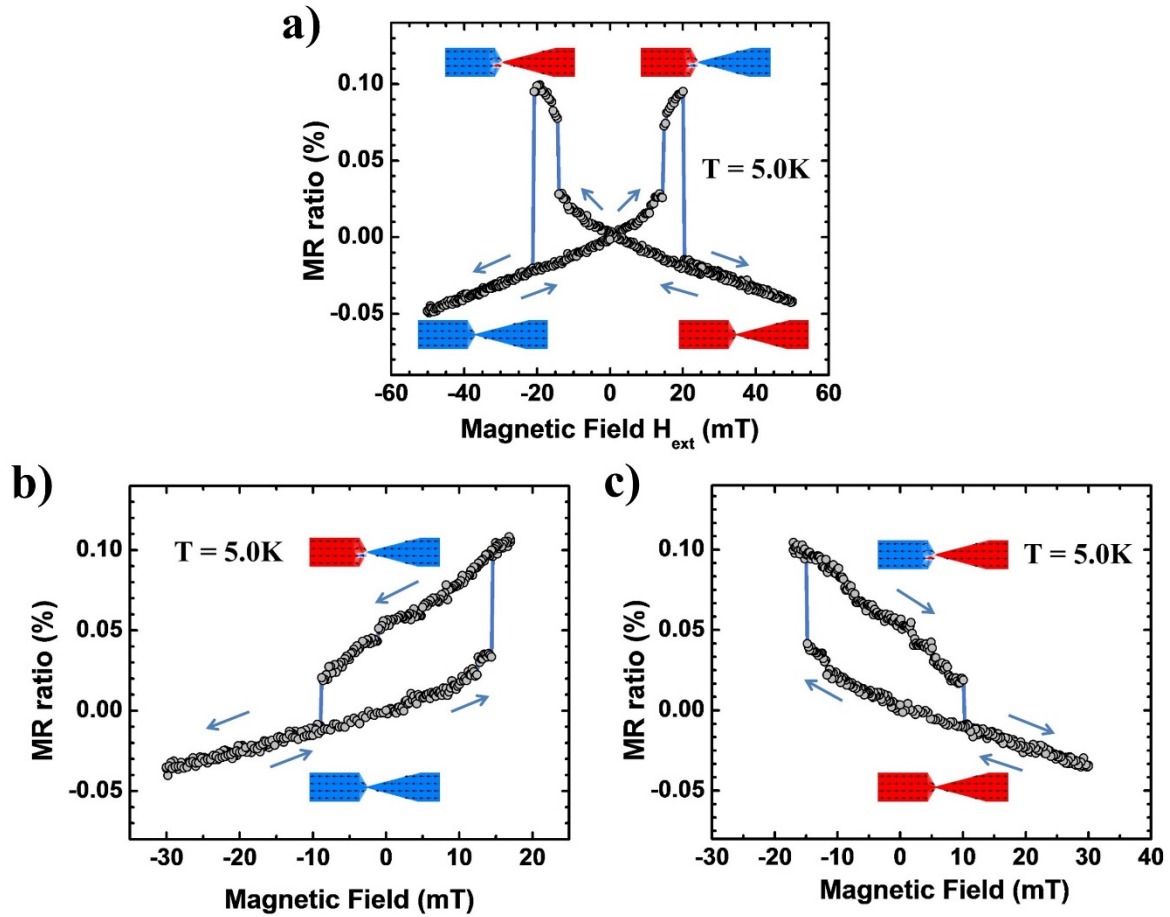 a)
0.10
0.05
0.00
-0.05
MR ratio (%)
T = 5.0K
-60 -40 -20 0 20 40 60
Magnetic Field H_ext (mT)
b)
0.10
0.05
0.00
-0.05
MR ratio (%)
T = 5.0K
-30 -20 -10 0 10 20
Magnetic Field (mT)
c)
0.10
0.05
0.00
-0.05
MR ratio (%)
T = 5.0K
-30 -20 -10 0 10 20 30 40
Magnetic Field (mT)